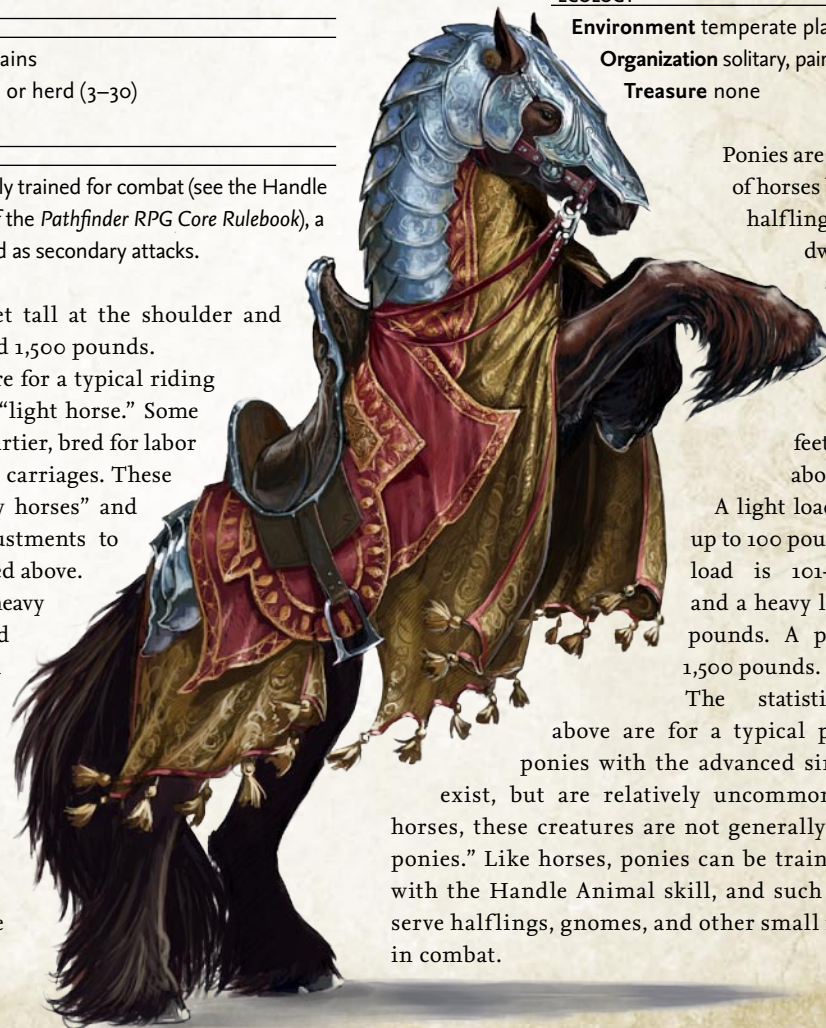 ains
or herd (3–30)
ly trained for combat (see the Handle
f the Pathfinder RPG Core Rulebook), a
d as secondary attacks.
et tall at the shoulder and
d 1,500 pounds.
re for a typical riding
“light horse.” Some
rtier, bred for labor
carriages. These
y horses” and
ustments to
ed above.
heavy
d
e
ECOLOGY
Environment temperate pla
Organization solitary, pair
Treasure none
Ponies are
of horses
halfling
dw
feet
abo
A light load
up to 100 pou
load is 101-
and a heavy l
pounds. A p
1,500 pounds.
The statisti
above are for a typical p
ponies with the advanced si
exist, but are relatively uncommon
horses, these creatures are not generally
ponies.” Like horses, ponies can be train
with the Handle Animal skill, and such
serve halflings, gnomes, and other small
in combat.